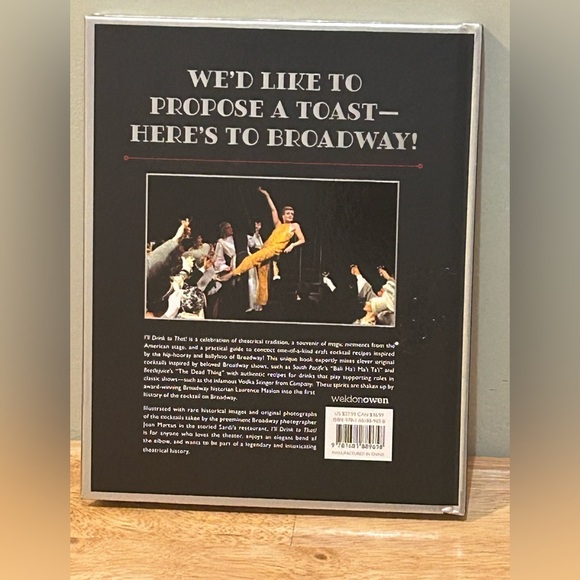 WE'D LIKE TO
PROPOSE A TOAST—
HERE'S TO BROADWAY!
I'll Drink to That! is a celebration of theatrical tradition, a souvenir of magic moments from the
American stage, and a practical guide to concoct one-of-a-kind craft cocktail recipes inspired
by the hip-hooray and ballyhoo of Broadway! This unique book expertly mixes clever original
cocktails inspired by beloved Broadway shows, such as South Pacific's "Bali Ha'i Ma'i Ta'i" and
Beetlejuice's "The Dead Thing" with authentic recipes for drinks that play supporting roles in
classic shows—such as the infamous Vodka Stinger from Company. These spirits are shaken up by
award-winning Broadway historian Laurence Maslon into the first
history of the cocktail on Broadway.
Illustrated with rare historical images and original photographs
of the cocktails taken by the preeminent Broadway photographer
Joan Marcus in the storied Sardi's restaurant, I'll Drink to That!
is for anyone who loves the theater, enjoys an elegant bend of
the elbow, and wants to be part of a legendary and intoxicating
theatrical history.
weldonowen
MANUFACTURED IN CHINA